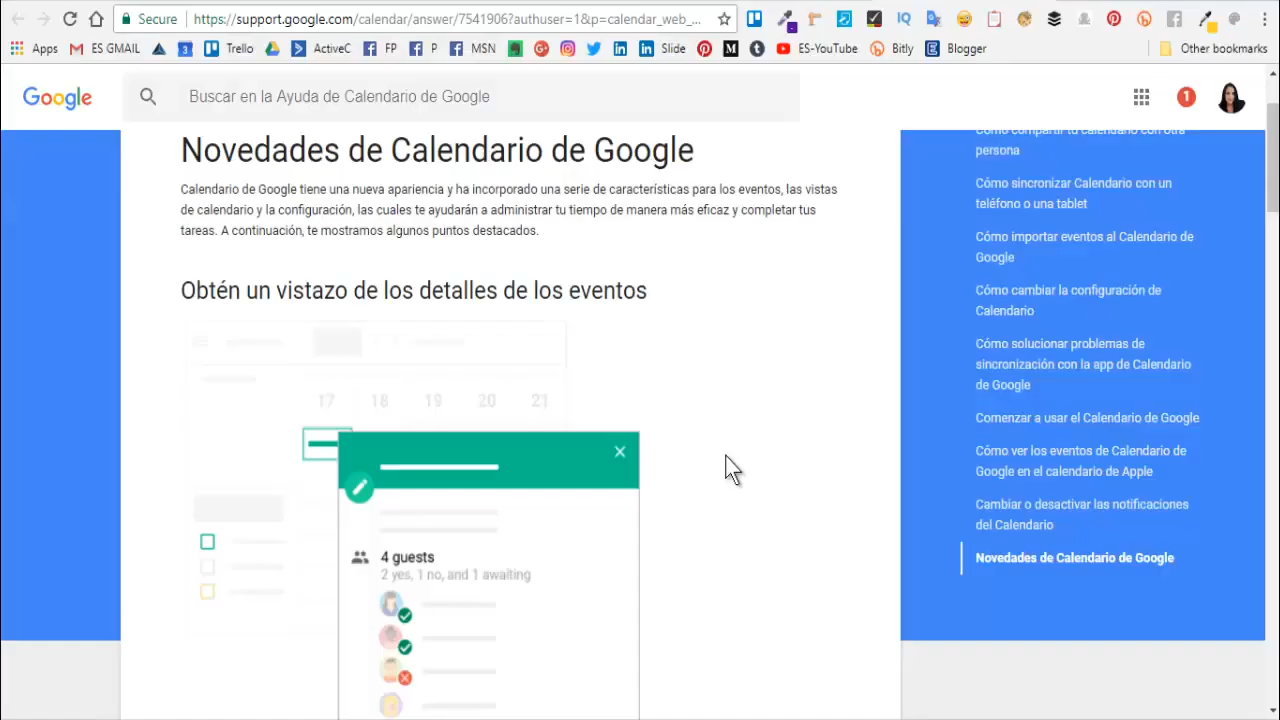 Secure
https://support.google.com/calendar/answer/7541906?authuser=1&p=calendar_web_...
Apps
ES GMAIL
Trello
ActiveC
FP
P
MSN
Slide
ES-YouTube
Bitly
Blogger
Other bookmarks
Google
Buscar en la Ayuda de Calendario de Google
1
Novedades de Calendario de Google
Calendario de Google tiene una nueva apariencia y ha incorporado una serie de características para los eventos, las vistas
de calendario y la configuración, las cuales te ayudarán a administrar tu tiempo de manera más eficaz y completar tus
tareas. A continuación, te mostramos algunos puntos destacados.
Obtén un vistazo de los detalles de los eventos
17 18 19 20 21
4 guests
2 yes, 1 no, and 1 awaiting
Cómo compartir tu calendario con otra
persona
Cómo sincronizar Calendario con un
teléfono o una tablet
Cómo importar eventos al Calendario de
Google
Cómo cambiar la configuración de
Calendario
Cómo solucionar problemas de
sincronización con la app de Calendario
de Google
Comenzar a usar el Calendario de Google
Cómo ver los eventos de Calendario de
Google en el calendario de Apple
Cambiar o desactivar las notificaciones
del Calendario
Novedades de Calendario de Google